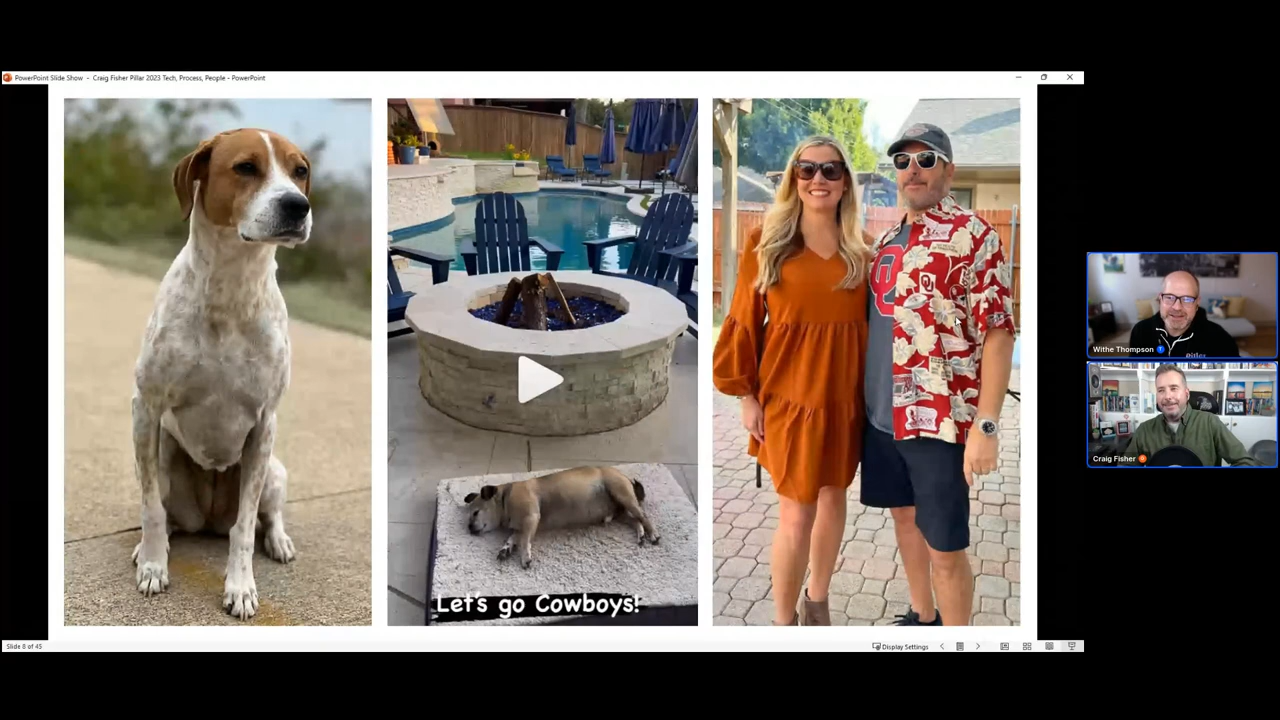 PowerPoint Slide Show - Craig Fisher Pillar 2023 Tech, Process, People - PowerPoint
OU
Let's go Cowboys!
Withe Thompson
Craig Fisher
Slide 8 of 45
Display Settings